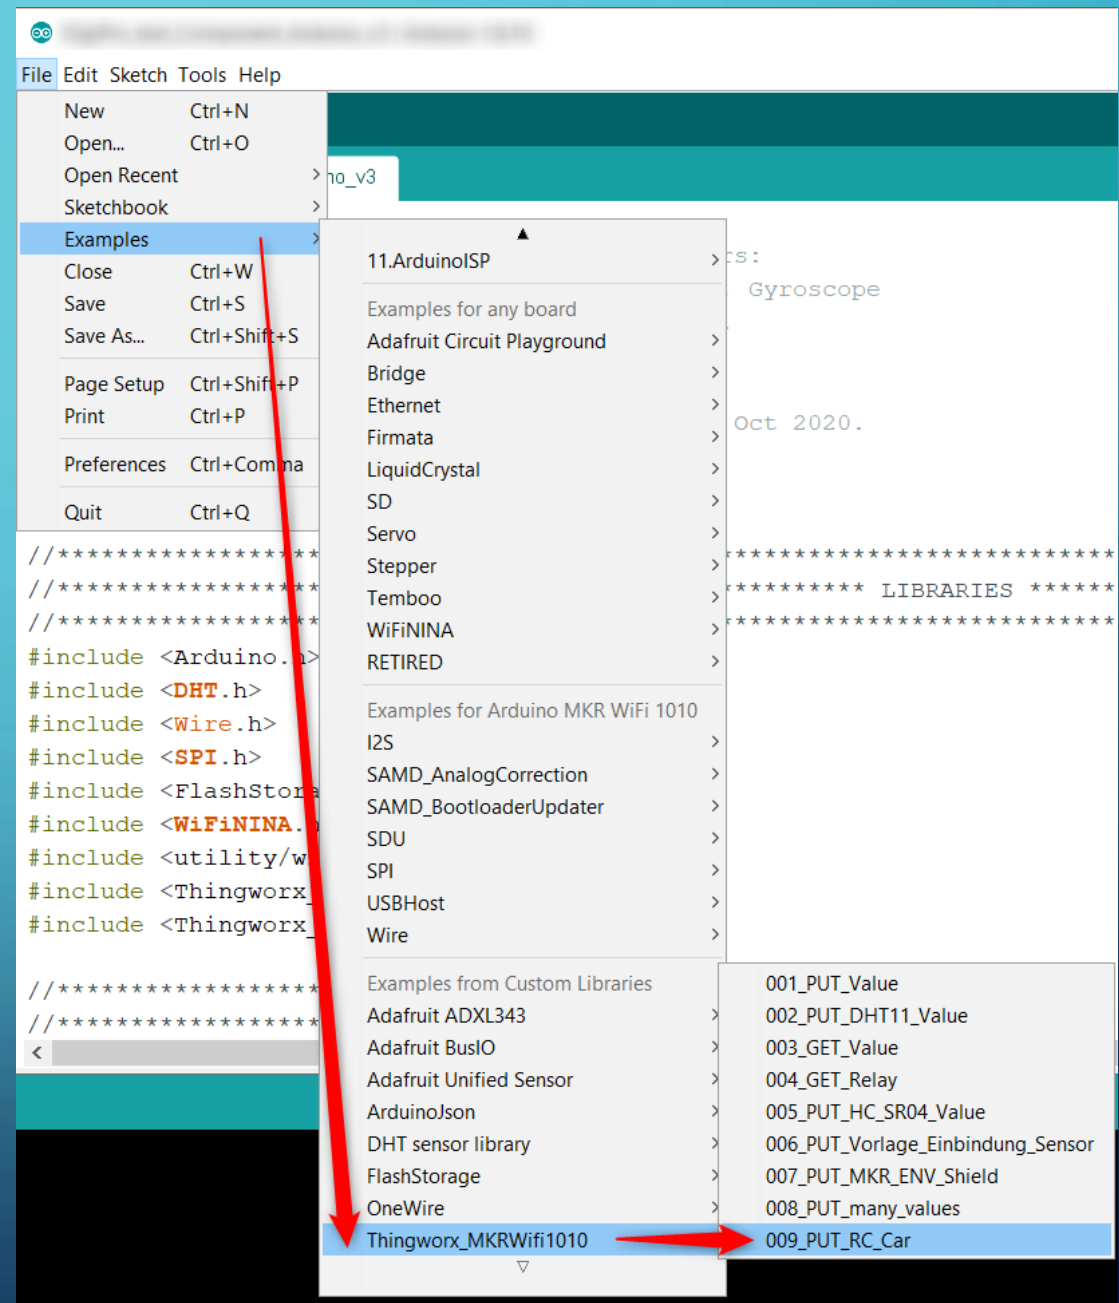 File Edit Sketch Tools Help
New Ctrl+N
Open... Ctrl+O
Open Recent
Sketchbook
Examples
Close Ctrl+W
Save Ctrl+S
Save As... Ctrl+Shift+S
Page Setup Ctrl+Shift+P
Print Ctrl+P
Preferences Ctrl+Comma
Quit Ctrl+Q
no_v3
11.ArduinoISP
Examples for any board
Adafruit Circuit Playground
Bridge
Ethernet
Firmata
LiquidCrystal
SD
Servo
Stepper
Temboo
WiFiNINA
RETIRED
Examples for Arduino MKR WiFi 1010
I2S
SAMD_AnalogCorrection
SAMD_BootloaderUpdater
SDU
SPI
USBHost
Wire
Examples from Custom Libraries
Adafruit ADXL343
Adafruit BusIO
Adafruit Unified Sensor
ArduinoJson
DHT sensor library
FlashStorage
OneWire
Thingworx_MKRWifi1010
001_PUT_Value
002_PUT_DHT11_Value
003_GET_Value
004_GET_Relay
005_PUT_HC_SR04_Value
006_PUT_Vorlage_Einbindung_Sensor
007_PUT_MKR_ENV_Shield
008_PUT_many_values
009_PUT_RC_Car
rs:
Gyroscope
Oct 2020.
//****************** **************************
//****************** ********** LIBRARIES ******
//****************** **************************
#include <Arduino.h>
#include <DHT.h>
#include <Wire.h>
#include <SPI.h>
#include <FlashStora
#include <WiFiNINA.h
#include <utility/w
#include <Thingworx_
#include <Thingworx_
//******************
//******************